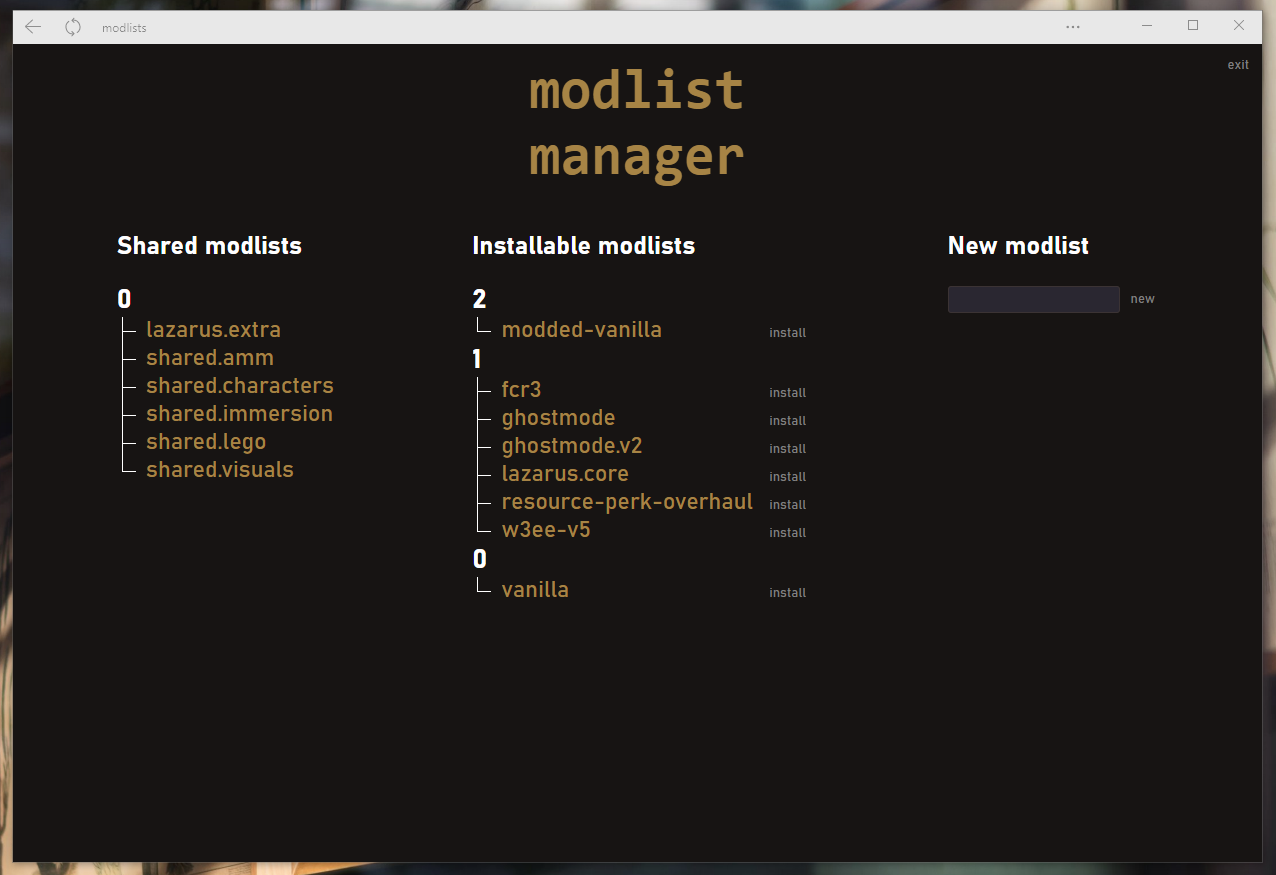 modlists
exit
modlist
manager
Shared modlists
0
lazarus.extra
shared.amm
shared.characters
shared.immersion
shared.lego
shared.visuals
Installable modlists
2
modded-vanilla install
1
fcr3 install
ghostmode install
ghostmode.v2 install
lazarus.core install
resource-perk-overhaul install
w3ee-v5 install
0
vanilla install
New modlist
new